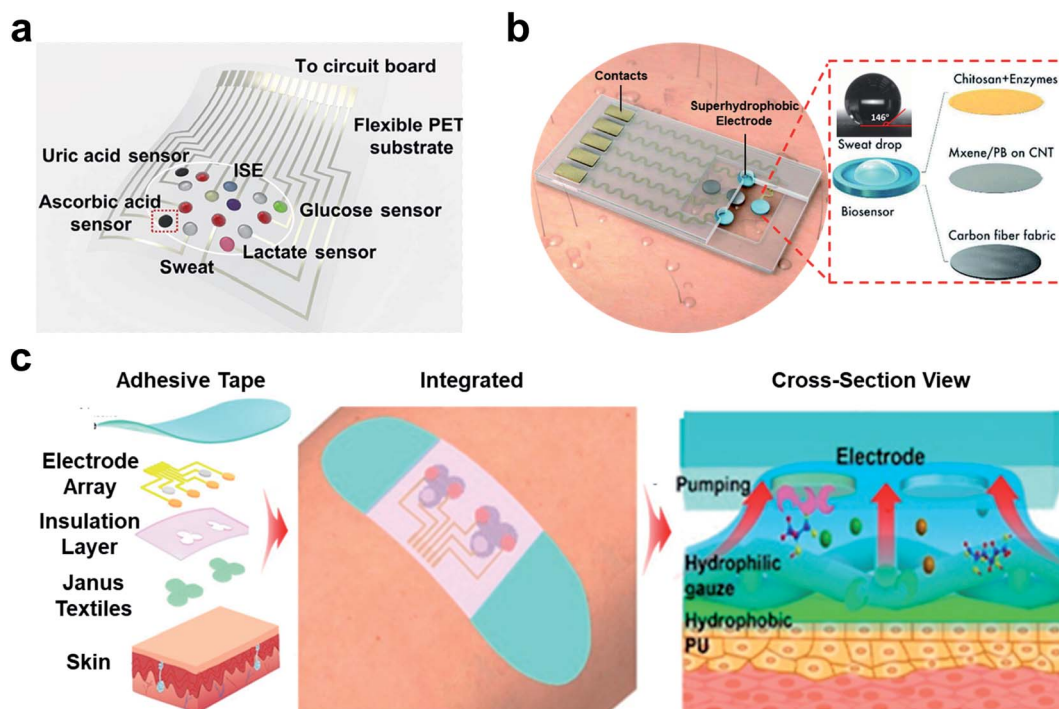 a
To circuit board
Flexible PET
substrate
Uric acid sensor
ISE
Ascorbic acid
sensor
Glucose sensor
Lactate sensor
Sweat
b
Contacts
Superhydrophobic
Electrode
146°
Sweat drop
Biosensor
Chitosan+Enzymes
Mxene/PB on CNT
Carbon fiber fabric
c
Adhesive Tape
Electrode
Array
Insulation
Layer
Janus
Textiles
Skin
Integrated
Cross-Section View
Electrode
Pumping
Hydrophilic
gauze
Hydrophobic
PU